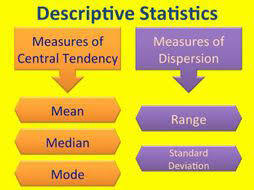 Descriptive Statistics
Measures of
Central Tendency
Measures of
Dispersion
Mean
Median
Mode
Range
Standard
Deviation